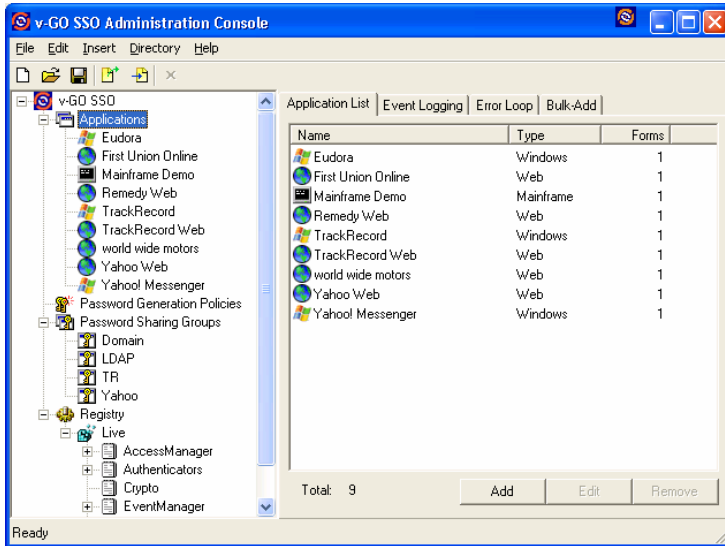 v-GO SSO Administration Console
File Edit Insert Directory Help
v-GO SSO
Applications
Eudora
First Union Online
Mainframe Demo
Remedy Web
TrackRecord
TrackRecord Web
world wide motors
Yahoo Web
Yahoo! Messenger
Password Generation Policies
Password Sharing Groups
Domain
LDAP
TR
Yahoo
Registry
Live
AccessManager
Authenticators
Crypto
EventManager
Application List Event Logging Error Loop Bulk-Add
Name Type Forms
Eudora Windows 1
First Union Online Web 1
Mainframe Demo Mainframe 1
Remedy Web Web 1
TrackRecord Windows 1
TrackRecord Web Web 1
world wide motors Web 1
Yahoo Web Web 1
Yahoo! Messenger Windows 1
Total: 9 Add Edit Remove
Ready